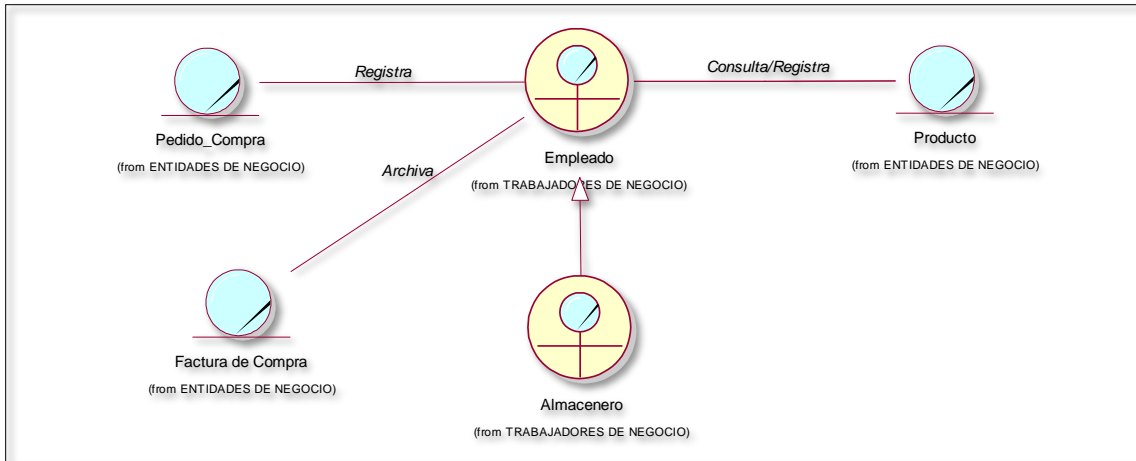 Registra
Consulta/Registra
Pedido_Compra
(from ENTIDADES DE NEGOCIO)
Empleado
(from TRABAJADORES DE NEGOCIO)
Producto
(from ENTIDADES DE NEGOCIO)
Archiva
Factura de Compra
(from ENTIDADES DE NEGOCIO)
Almacenero
(from TRABAJADORES DE NEGOCIO)